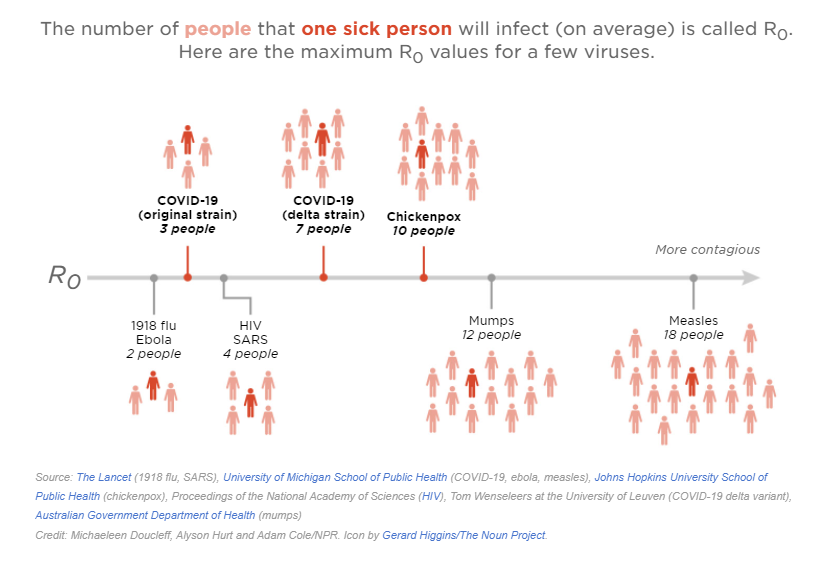 The number of people that one sick person will infect (on average) is called R0.
Here are the maximum R0 values for a few viruses.
COVID-19
(original strain)
3 people
COVID-19
(delta strain)
7 people
Chickenpox
10 people
More contagious
R0
1918 flu
Ebola
2 people
HIV
SARS
4 people
Mumps
12 people
Measles
18 people
Source: The Lancet (1918 flu, SARS), University of Michigan School of Public Health (COVID-19, ebola, measles), Johns Hopkins University School of
Public Health (chickenpox), Proceedings of the National Academy of Sciences (HIV), Tom Wenseleers at the University of Leuven (COVID-19 delta variant),
Australian Government Department of Health (mumps)
Credit: Michaeleen Doucleff, Alyson Hurt and Adam Cole/NPR. Icon by Gerard Higgins/The Noun Project.